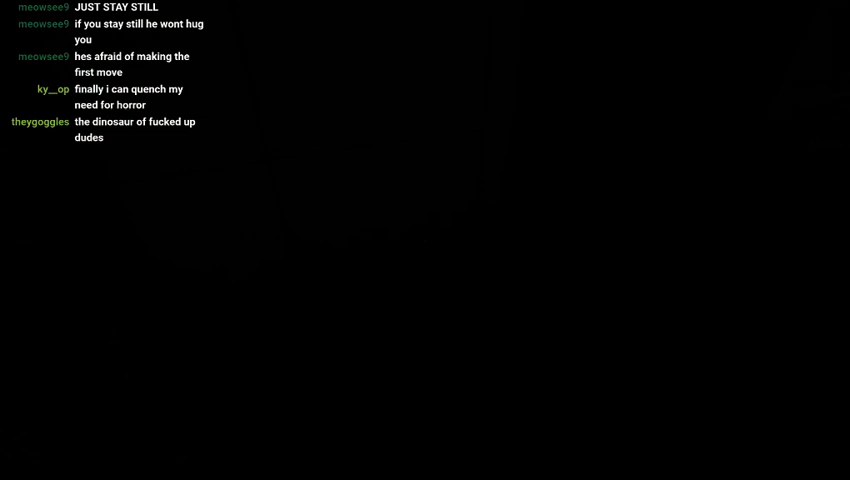 meowsee9 JUST STAY STILL
meowsee9 if you stay still he wont hug
you
meowsee9 hes afraid of making the
first move
ky__op finally i can quench my
need for horror
theygoggles the dinosaur of fucked up
dudes